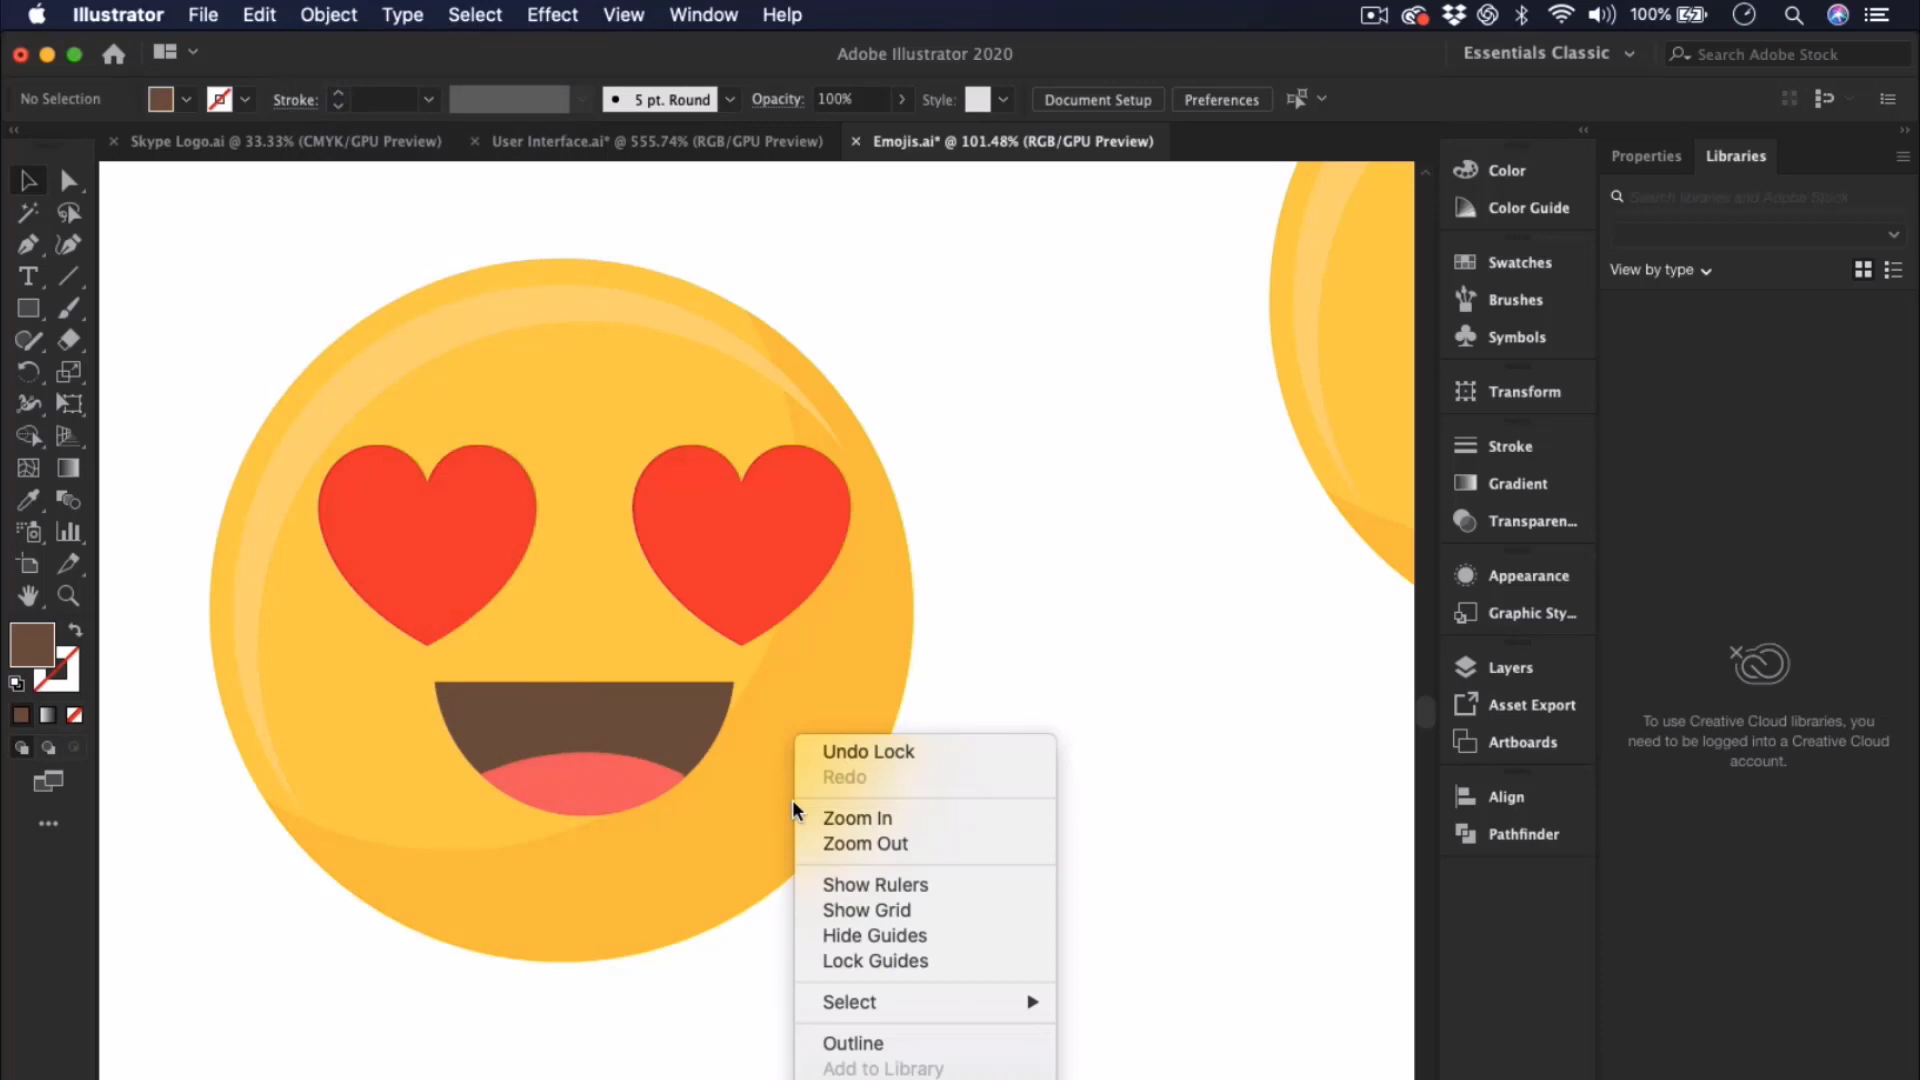 Illustrator File Edit Object Type Select Effect View Window Help 100%
Adobe Illustrator 2020 Essentials Classic Search Adobe Stock
No Selection Stroke: 5 pt. Round Opacity: 100% Style: Document Setup Preferences
Skype Logo.ai @ 33.33% (CMYK/GPU Preview) User Interface.ai* @ 555.74% (RGB/GPU Preview) Emojis.ai* @ 101.48% (RGB/GPU Preview)
Properties Libraries
Search libraries and Adobe Stock
View by type
Color
Color Guide
Swatches
Brushes
Symbols
Transform
Stroke
Gradient
Transparen...
Appearance
Graphic Sty...
Layers
Asset Export
Artboards
Align
Pathfinder
To use Creative Cloud libraries, you
need to be logged into a Creative Cloud
account.
Undo Lock
Redo
Zoom In
Zoom Out
Show Rulers
Show Grid
Hide Guides
Lock Guides
Select
Outline
Add to Library